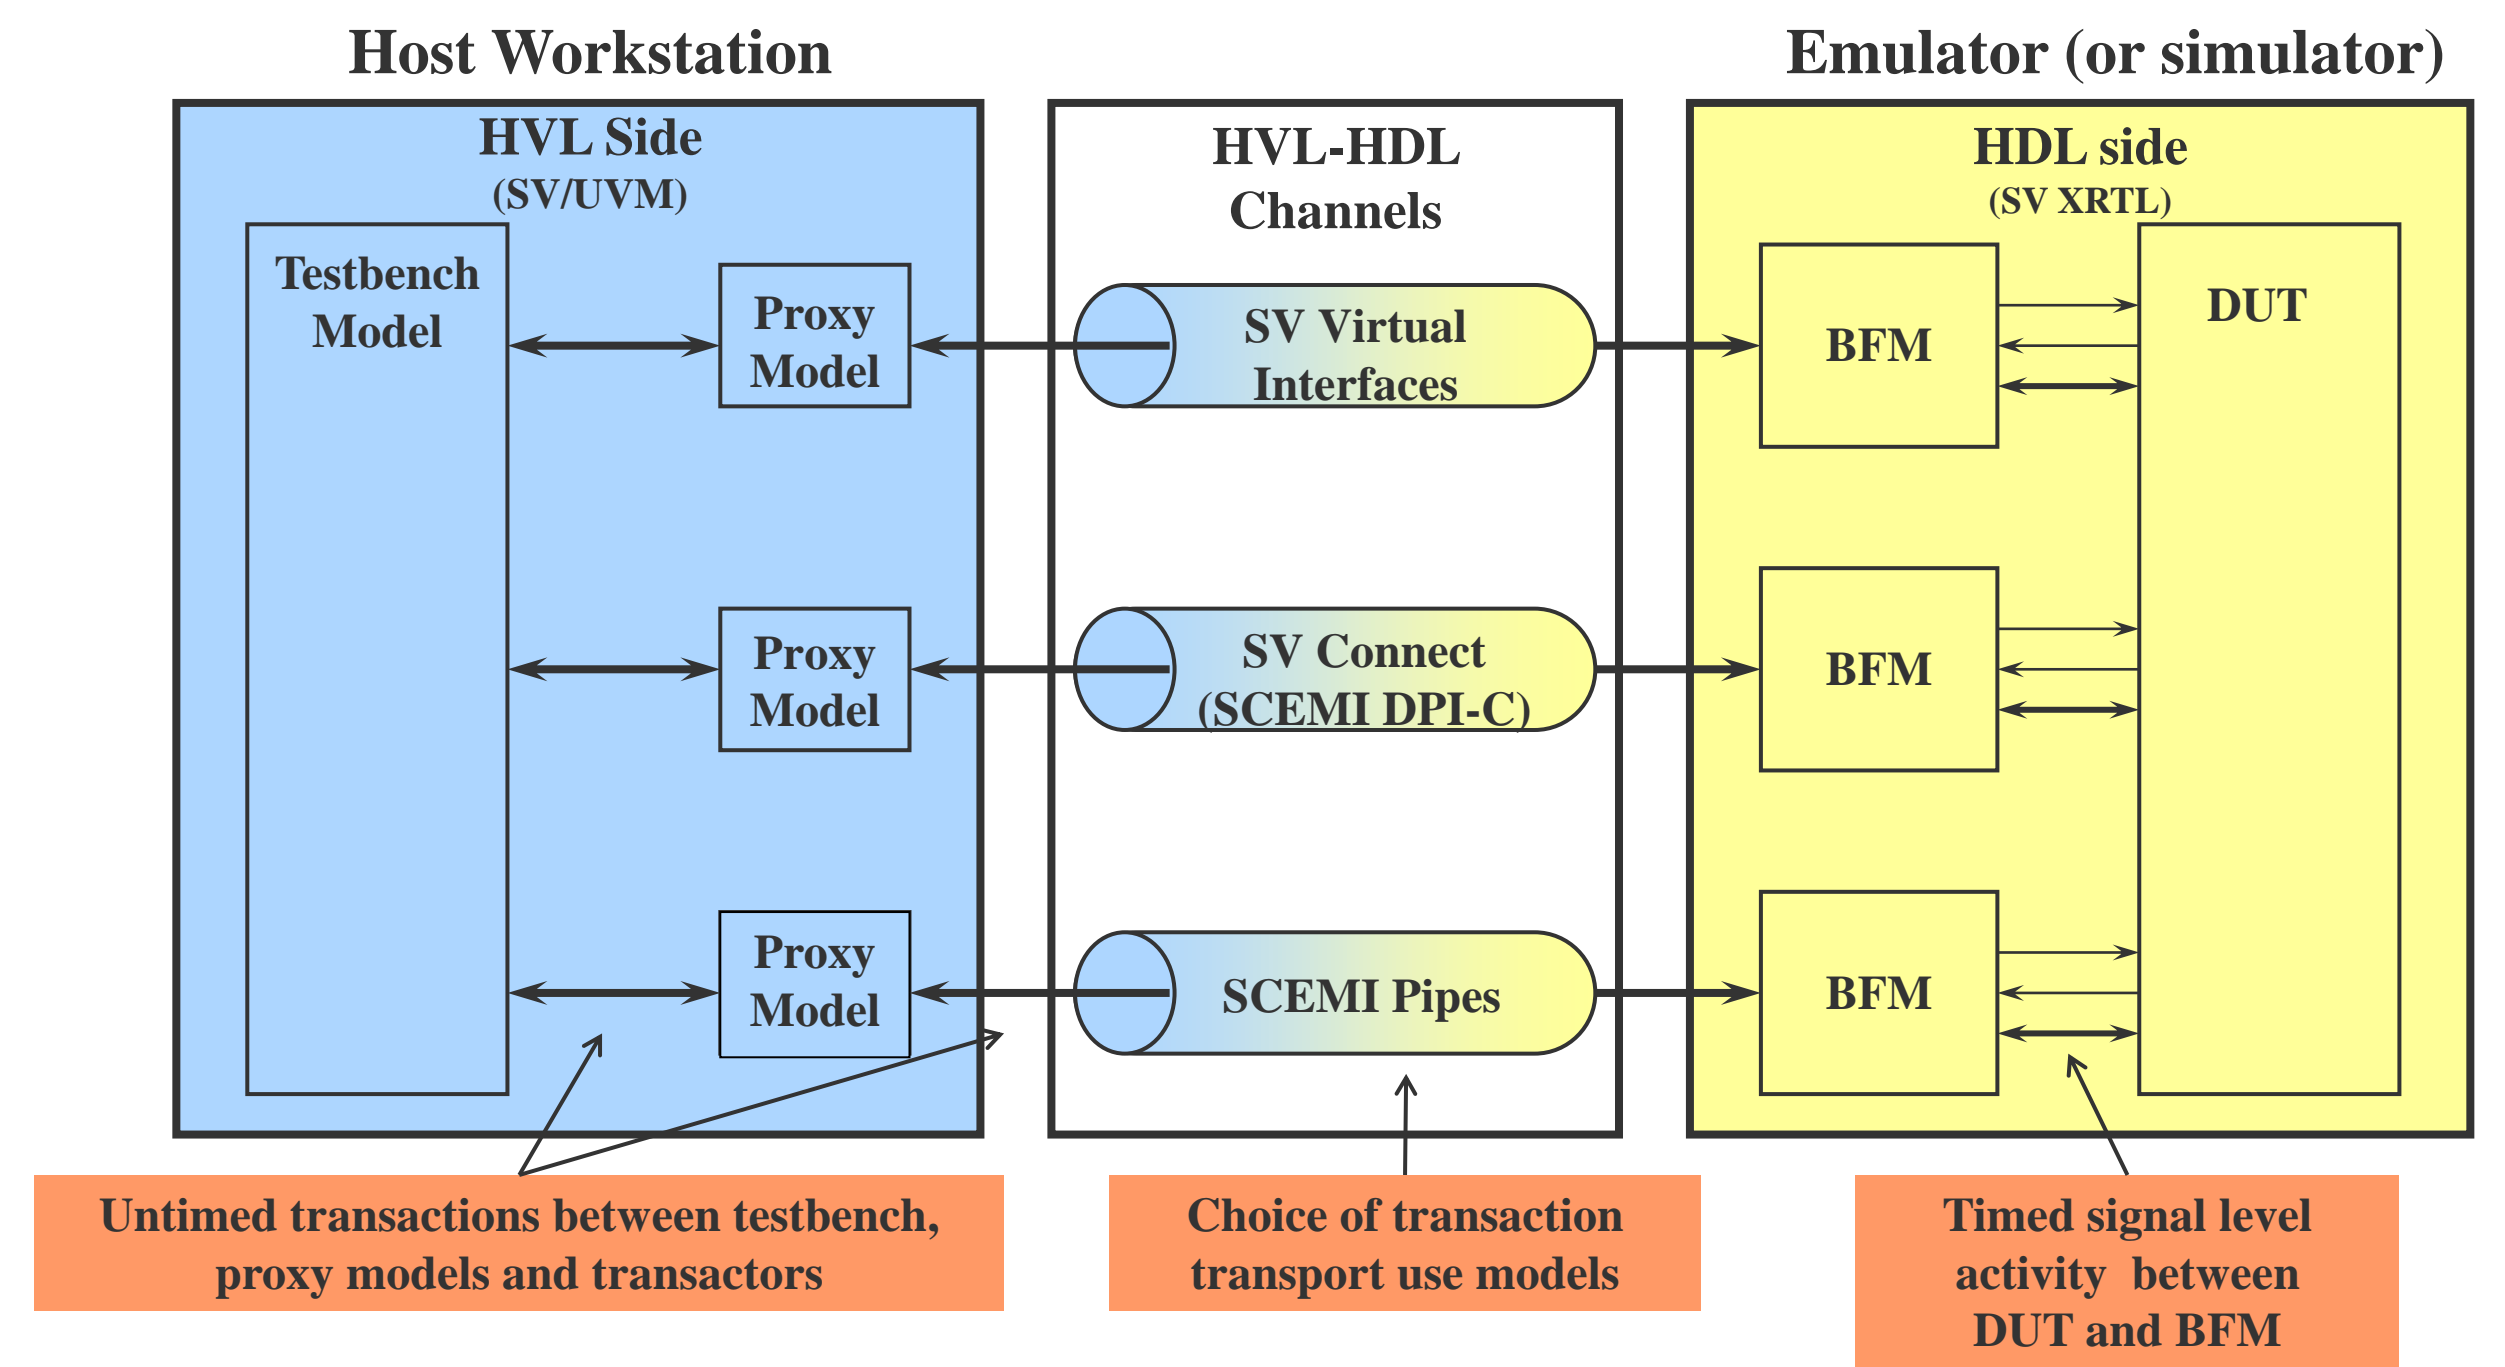 Host Workstation
Emulator (or simulator)
HVL Side
(SV/UVM)
HVL-HDL
Channels
HDL side
(SV XRTL)
Testbench
Model
Proxy
Model
SV Virtual
Interfaces
BFM
DUT
Proxy
Model
SV Connect
(SCEMI DPI-C)
BFM
Proxy
Model
SCEMI Pipes
BFM
Untimed transactions between testbench,
proxy models and transactors
Choice of transaction
transport use models
Timed signal level
activity between
DUT and BFM